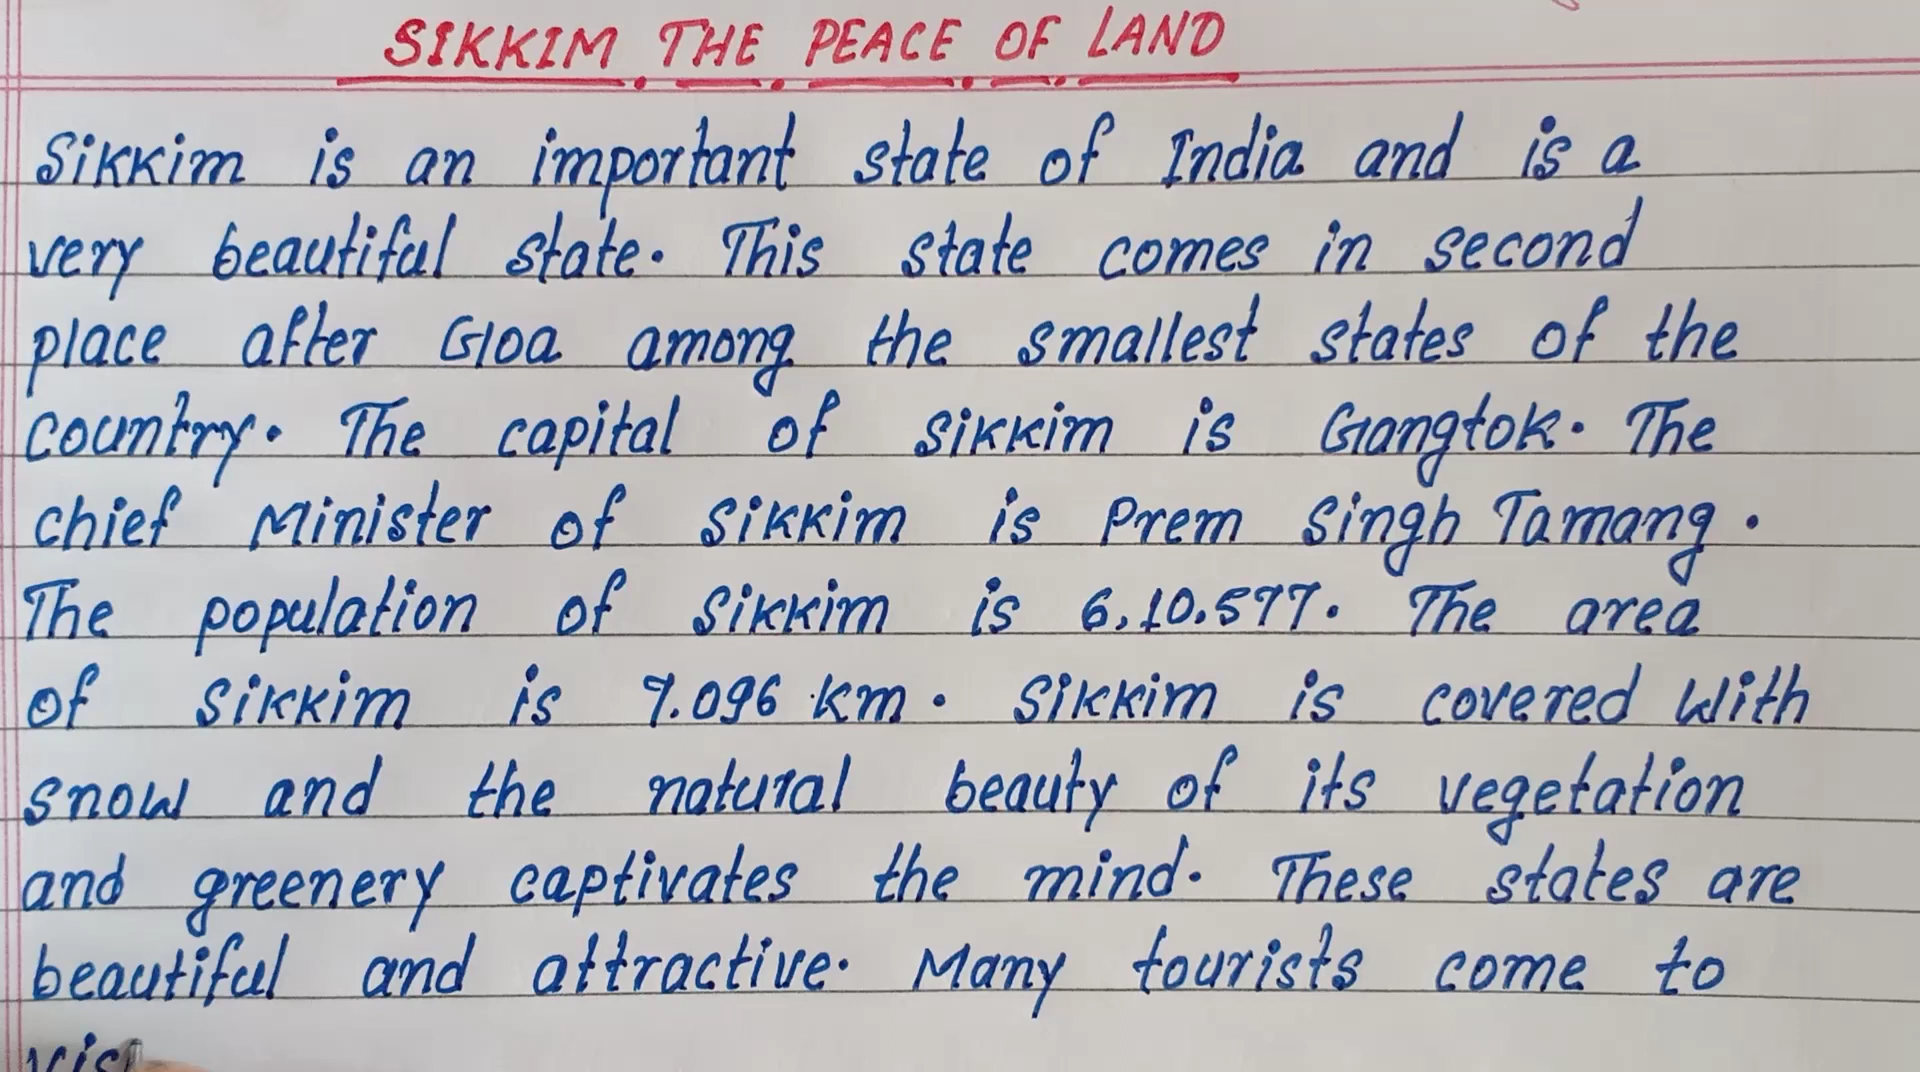 SIKKIM THE PEACE OF LAND
Sikkim is an important state of India and is a
very beautiful state. This state comes in second
place after Goa among the smallest states of the
country. The capital of Sikkim is Gangtok. The
chief Minister of Sikkim is Prem Singh Tamang.
The population of Sikkim is 6,10.577. The area
of Sikkim is 7.096 km. Sikkim is covered with
snow and the natural beauty of its vegetation
and greenery captivates the mind. These states are
beautiful and attractive. Many tourists come to